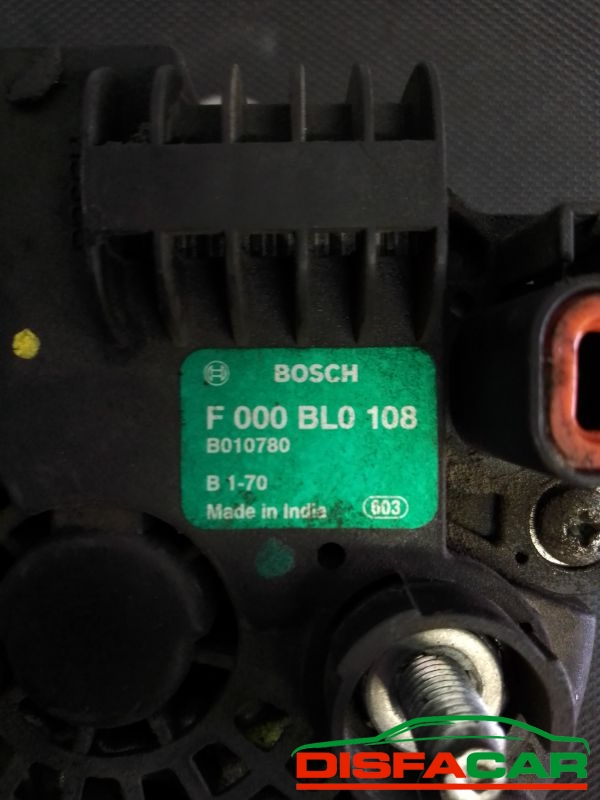 BOSCH
F 000 BL0 108
B010780
B 1-70
Made in India 603
DISFACAR